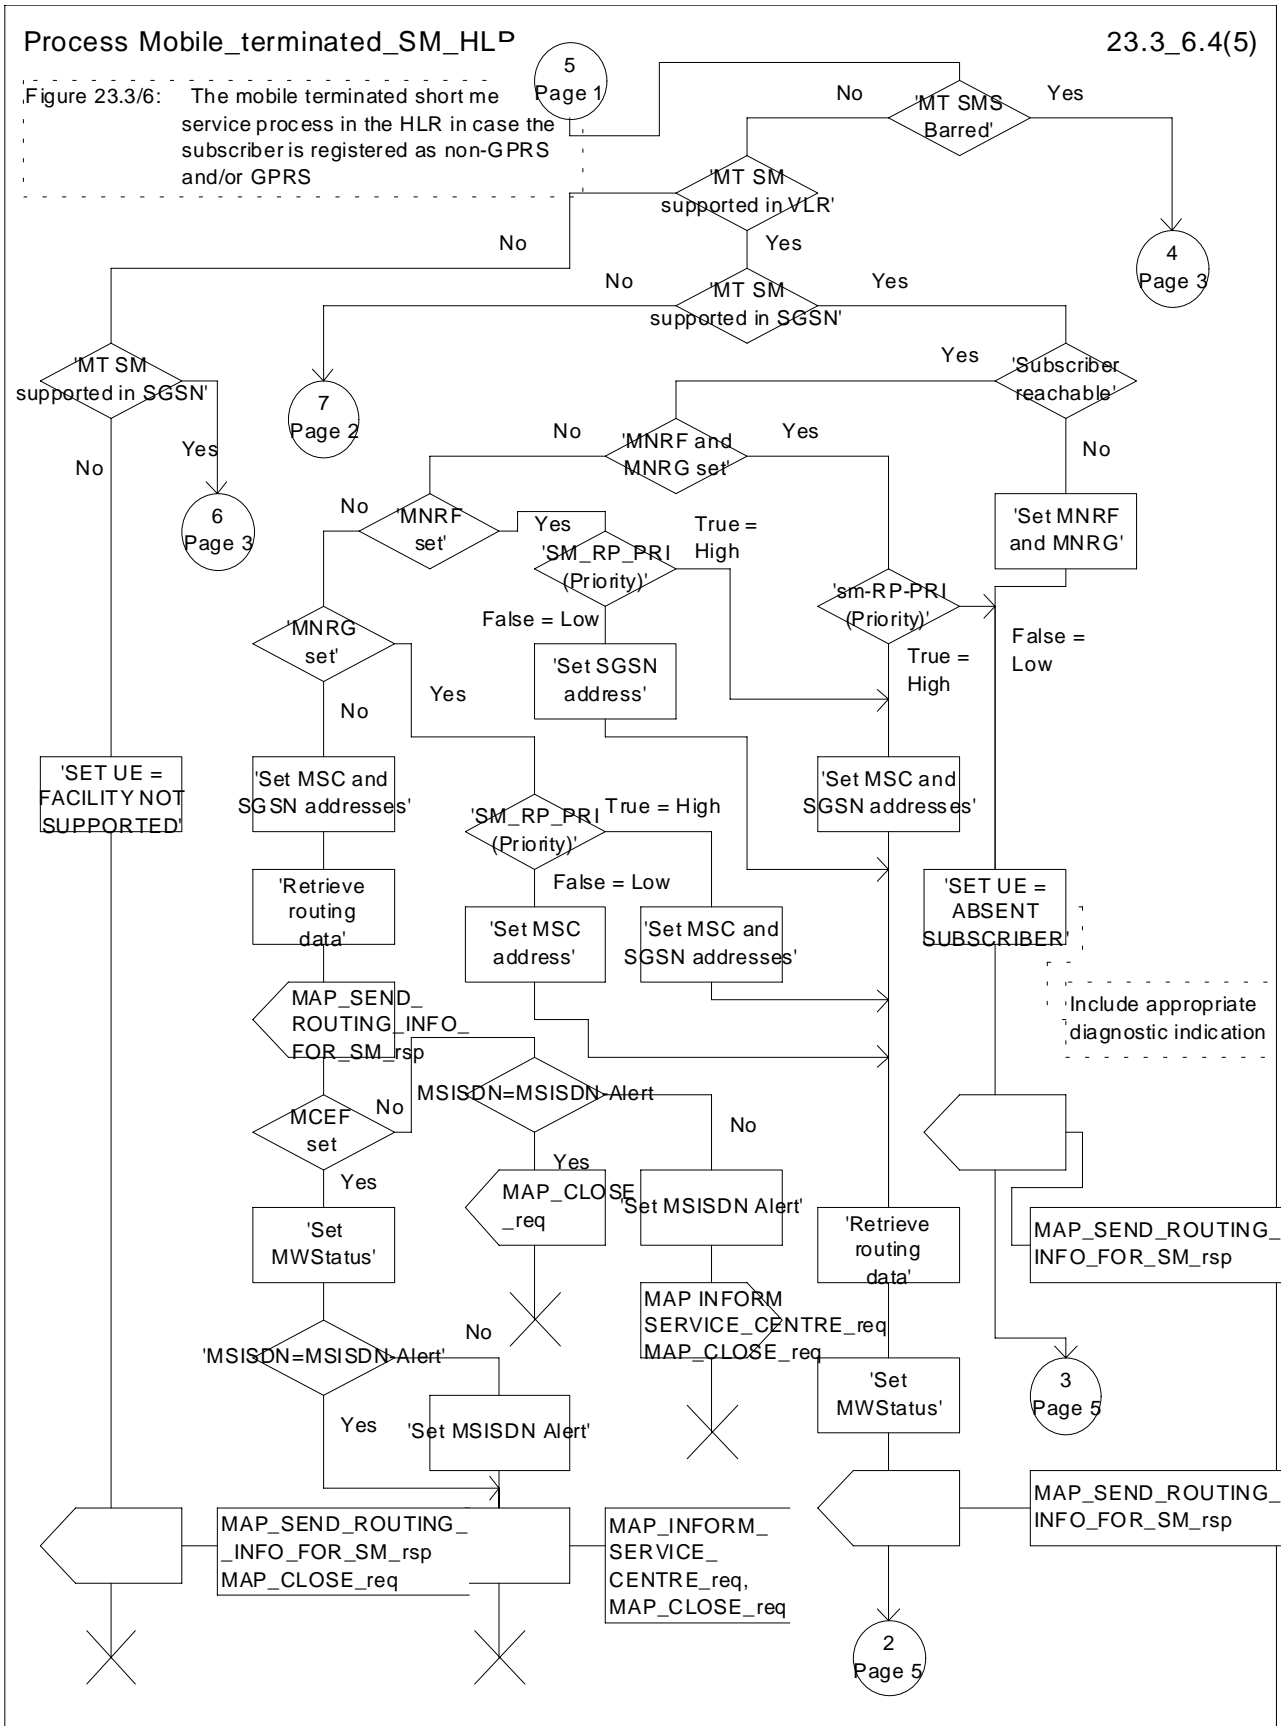 Process Mobile_terminated_SM_HLR
23.3_6.4(5)
5
Page 1
Figure 23.3/6: The mobile terminated short me
service process in the HLR in case the
subscriber is registered as non-GPRS
and/or GPRS
No
'MT SMS
Barred'
Yes
'MT SM
supported in VLR'
No
Yes
4
Page 3
No
'MT SM
supported in SGSN'
Yes
'MT SM
supported in SGSN'
Yes
'Subscriber
reachable'
7
Page 2
No
Yes
No
'MNRF and
MNRG set'
Yes
No
6
Page 3
No
'MNRF
set'
Yes
True =
High
'SM_RP_PRI
(Priority)'
'Set MNRF
and MNRG'
'sm-RP-PRI
(Priority)'
False = Low
'MNRG
set'
True =
High
False =
Low
'Set SGSN
address'
Yes
No
'SET UE =
FACILITY NOT
SUPPORTED'
'Set MSC and
SGSN addresses'
'SM_RP_PRI
(Priority)'
True = High
'Set MSC and
SGSN addresses'
False = Low
'Retrieve
routing
data'
'Set MSC
address'
'Set MSC and
SGSN addresses'
'SET UE =
ABSENT
SUBSCRIBER'
Include appropriate
diagnostic indication
MAP_SEND_
ROUTING_INFO_
FOR_SM_rsp
MSISDN=MSISDN-Alert
MCEF
set
No
No
Yes
Yes
MAP_CLOSE
_req
'Set MSISDN Alert'
'Set
MWStatus'
'Retrieve
routing
data'
MAP_SEND_ROUTING_
INFO_FOR_SM_rsp
MAP INFORM
SERVICE_CENTRE_req
MAP_CLOSE_req
No
'MSISDN=MSISDN-Alert'
'Set
MWStatus'
3
Page 5
Yes
'Set MSISDN Alert'
MAP_SEND_ROUTING_
_INFO_FOR_SM_rsp
MAP_CLOSE_req
MAP_INFORM_
SERVICE_
CENTRE_req,
MAP_CLOSE_req
MAP_SEND_ROUTING_
INFO_FOR_SM_rsp
2
Page 5